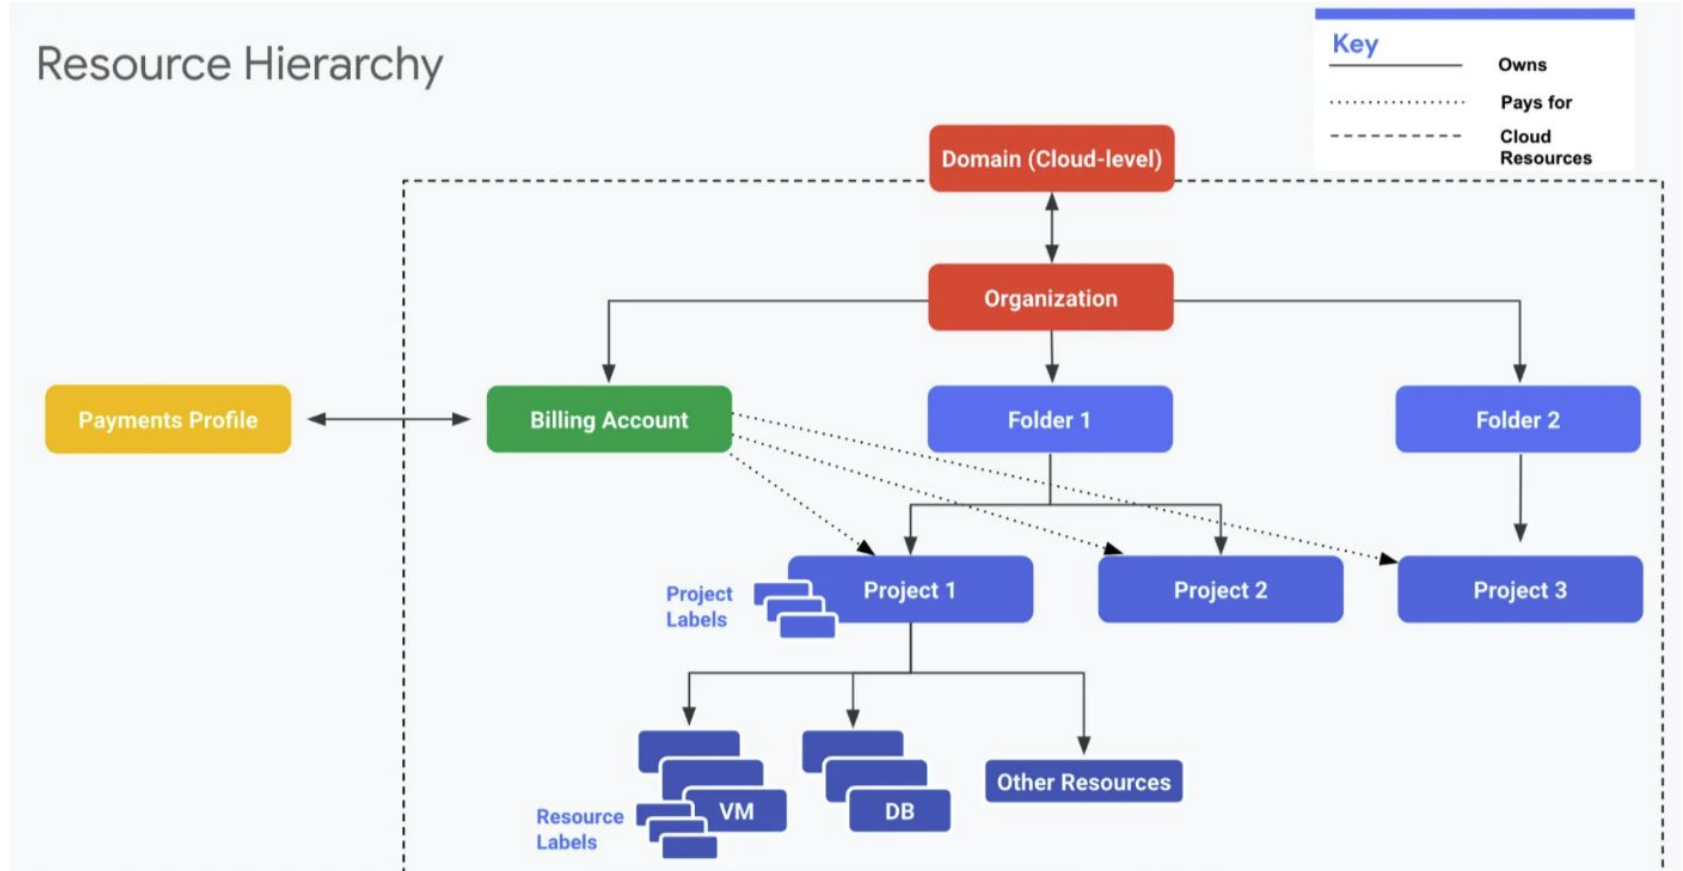 Resource Hierarchy
Key
Owns
Pays for
Cloud
Resources
Domain (Cloud-level)
Organization
Payments Profile
Billing Account
Folder 1
Folder 2
Project
Labels
Project 1
Project 2
Project 3
Resource
Labels
VM
DB
Other Resources